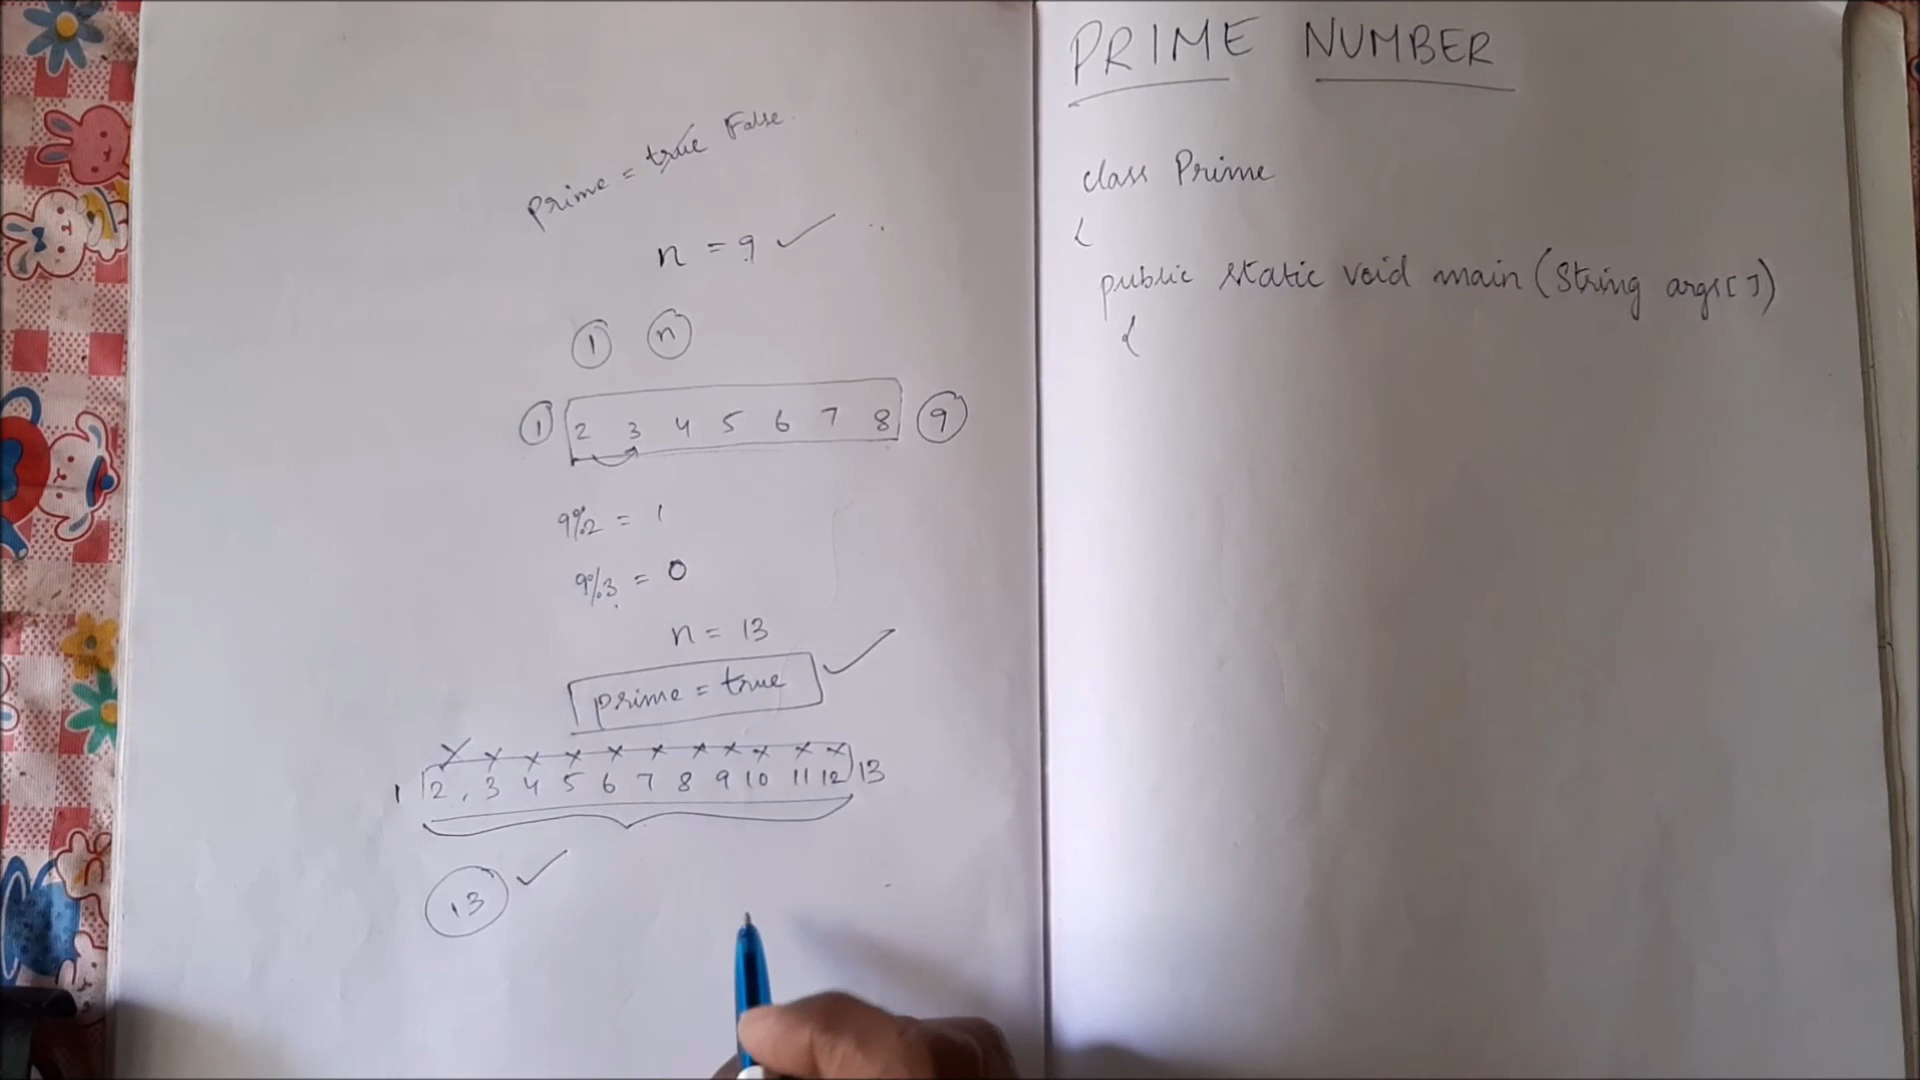 prime = true False.
n = 9
1 n
1 2 3 4 5 6 7 8 9
9%2 = 1
9%3 = 0
n = 13
prime = true
1 2, 3 4 5 6 7 8 9 10 11 12 13
13
PRIME NUMBER
class Prime
{
public static void main (String args[])
{